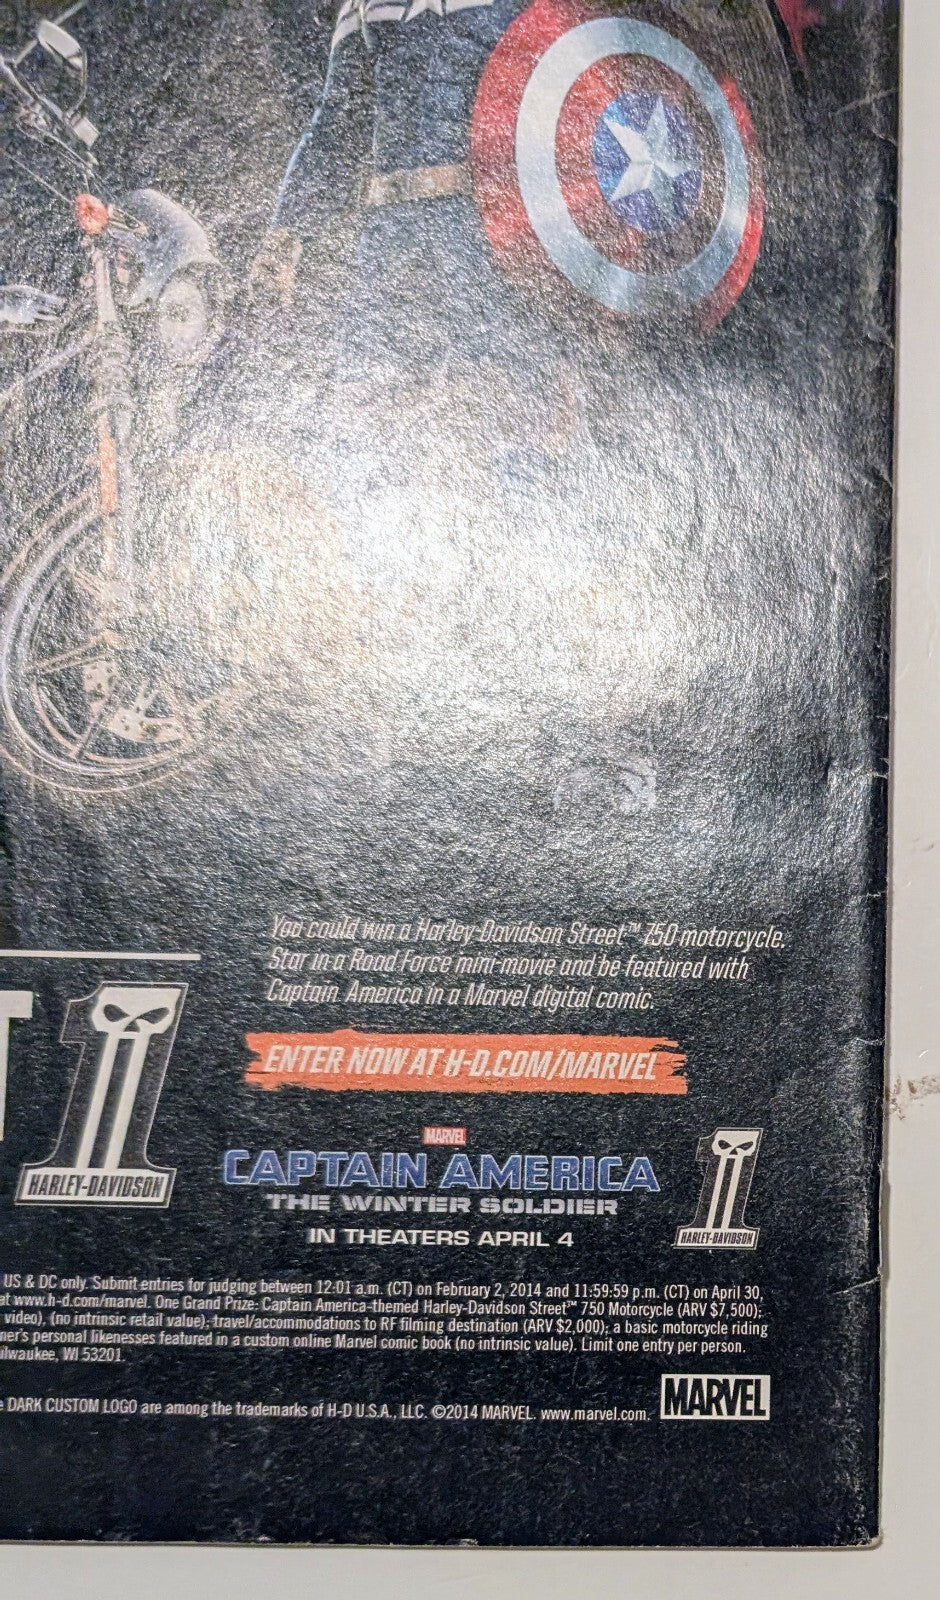 You could win a Harley-Davidson Street™ 750 motorcycle.
Star in a Road Force mini-movie and be featured with
Captain America in a Marvel digital comic.
ENTER NOW AT H-D.COM/MARVEL
T
1
HARLEY-DAVIDSON
MARVEL
CAPTAIN AMERICA
THE WINTER SOLDIER
IN THEATERS APRIL 4
1
HARLEY-DAVIDSON
US & DC only. Submit entries for judging between 12:01 a.m. (CT) on February 2, 2014 and 11:59:59 p.m. (CT) on April 30,
at www.h-d.com/marvel. One Grand Prize: Captain America-themed Harley-Davidson Street™ 750 Motorcycle (ARV $7,500);
video), (no intrinsic retail value); travel/accommodations to RF filming destination (ARV $2,000); a basic motorcycle riding
ner's personal likenesses featured in a custom online Marvel comic book (no intrinsic value). Limit one entry per person.
ilwaukee, WI 53201.
e DARK CUSTOM LOGO are among the trademarks of H-D U.S.A., LLC. ©2014 MARVEL. www.marvel.com.
MARVEL